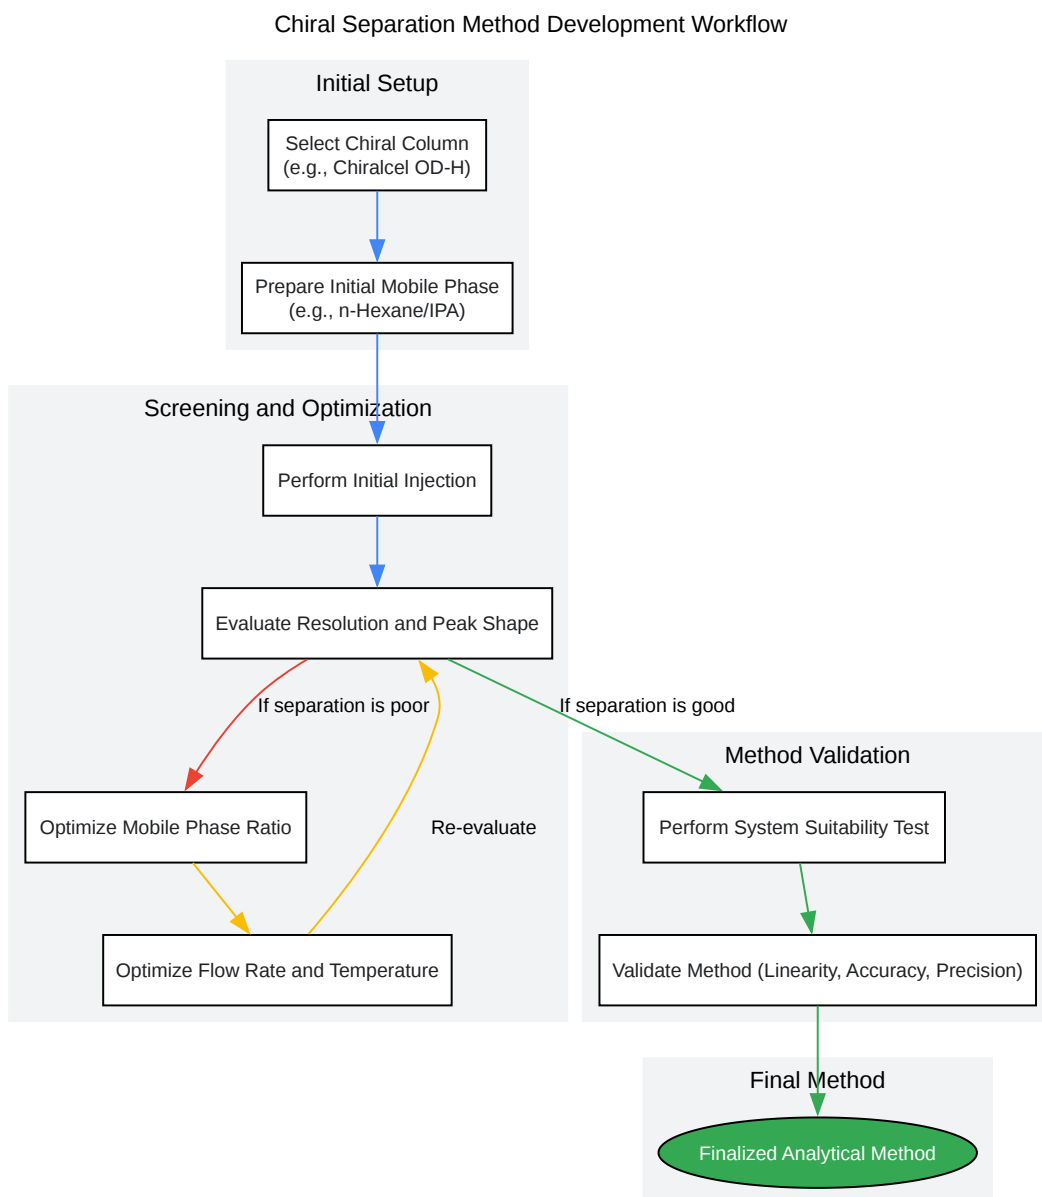 Chiral Separation Method Development Workflow
Initial Setup
Select Chiral Column
(e.g., Chiralcel OD-H)
Prepare Initial Mobile Phase
(e.g., n-Hexane/IPA)
Screening and Optimization
Perform Initial Injection
Evaluate Resolution and Peak Shape
If separation is poor
If separation is good
Method Validation
Optimize Mobile Phase Ratio
Re-evaluate
Perform System Suitability Test
Optimize Flow Rate and Temperature
Validate Method (Linearity, Accuracy, Precision)
Final Method
Finalized Analytical Method